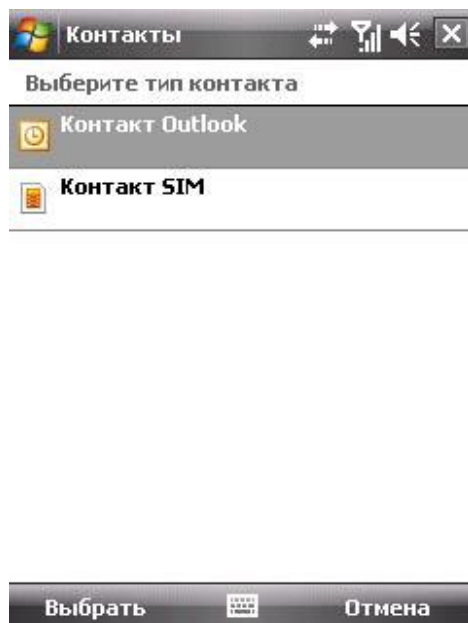 Контакты
Выберите тип контакта
Контакт Outlook
Контакт SIM
Выбрать
Отмена